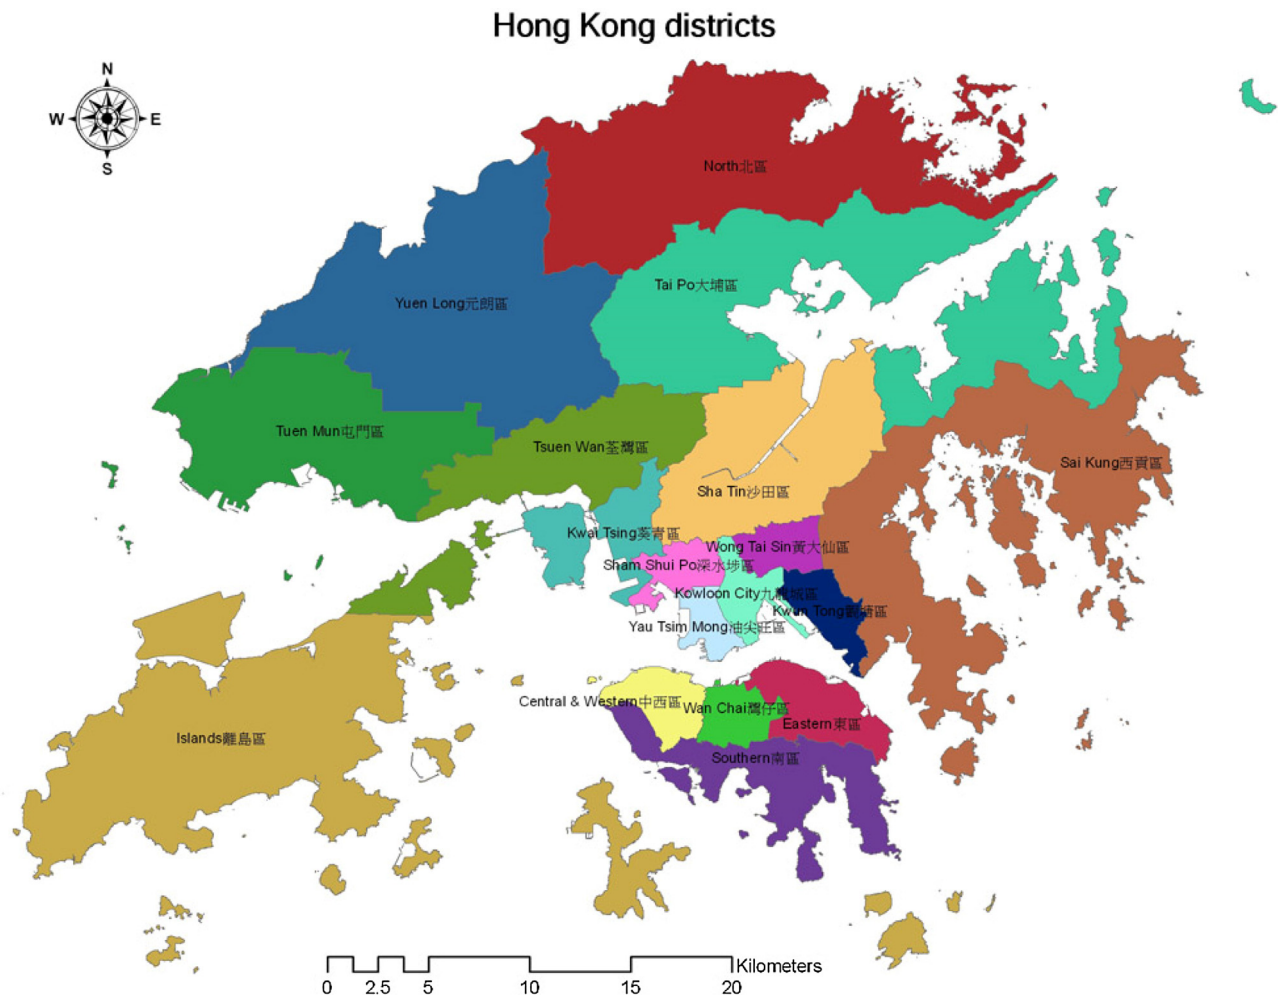 Hong Kong districts
N
W
E
S
North北區
Tai Po大埔區
Yuen Long元朗區
Tuen Mun屯門區
Tsuen Wan荃灣區
Sai Kung西貢區
Sha Tin沙田區
Kwai Tsing葵青區
Wong Tai Sin黃大仙區
Sham Shui Po深水埗區
Kowloon City九龍城區
Kwun Tong觀塘區
Yau Tsim Mong油尖旺區
Central & Western中西區
Wan Chai灣仔區
Eastern東區
Islands離島區
Southern南區
Kilometers
0 2.5 5 10 15 20